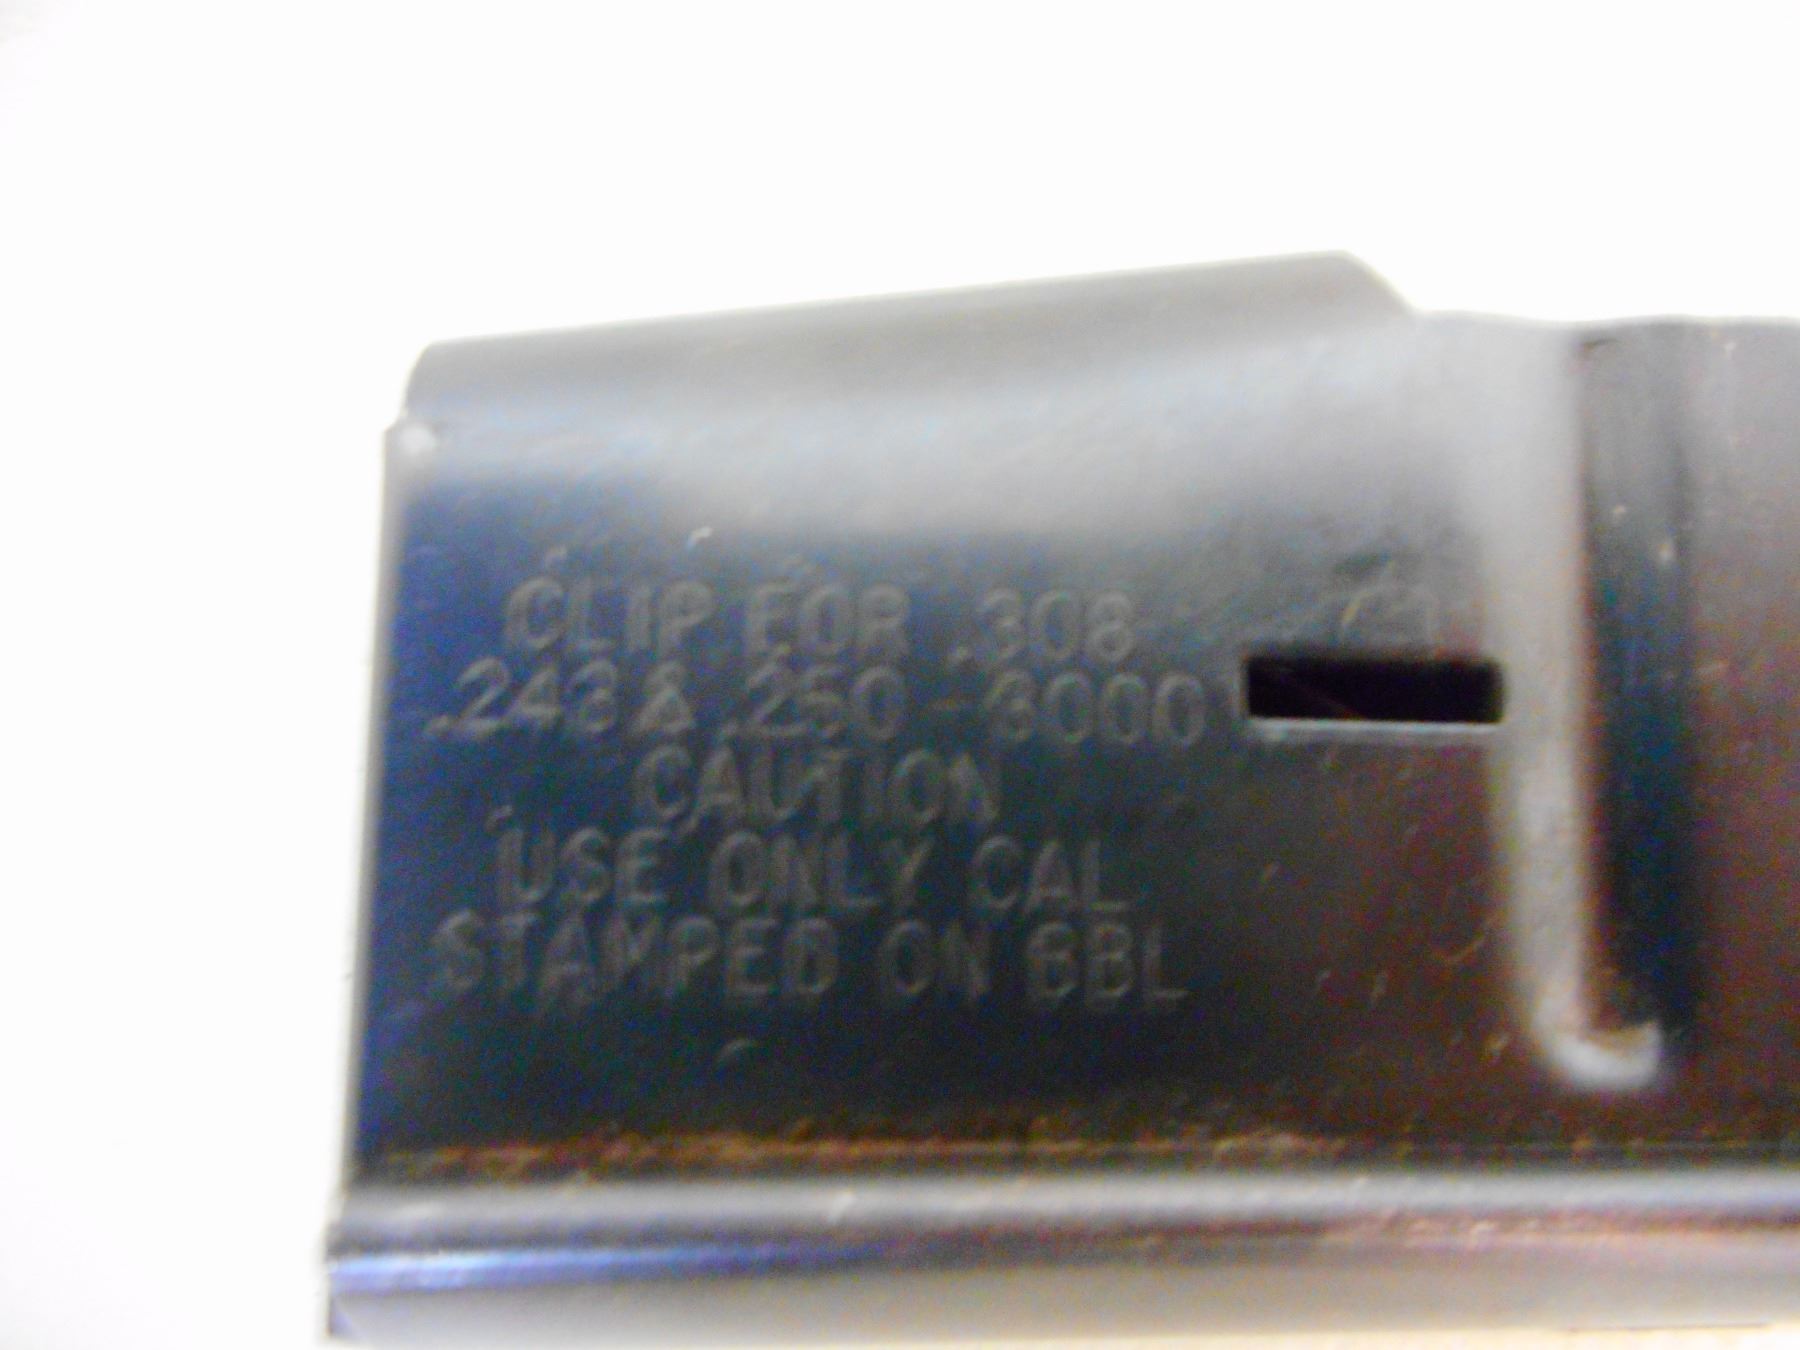 CLIP FOR .308
.243 & .250-3000
CAUTION
USE ONLY CAL
STAMPED ON BBL